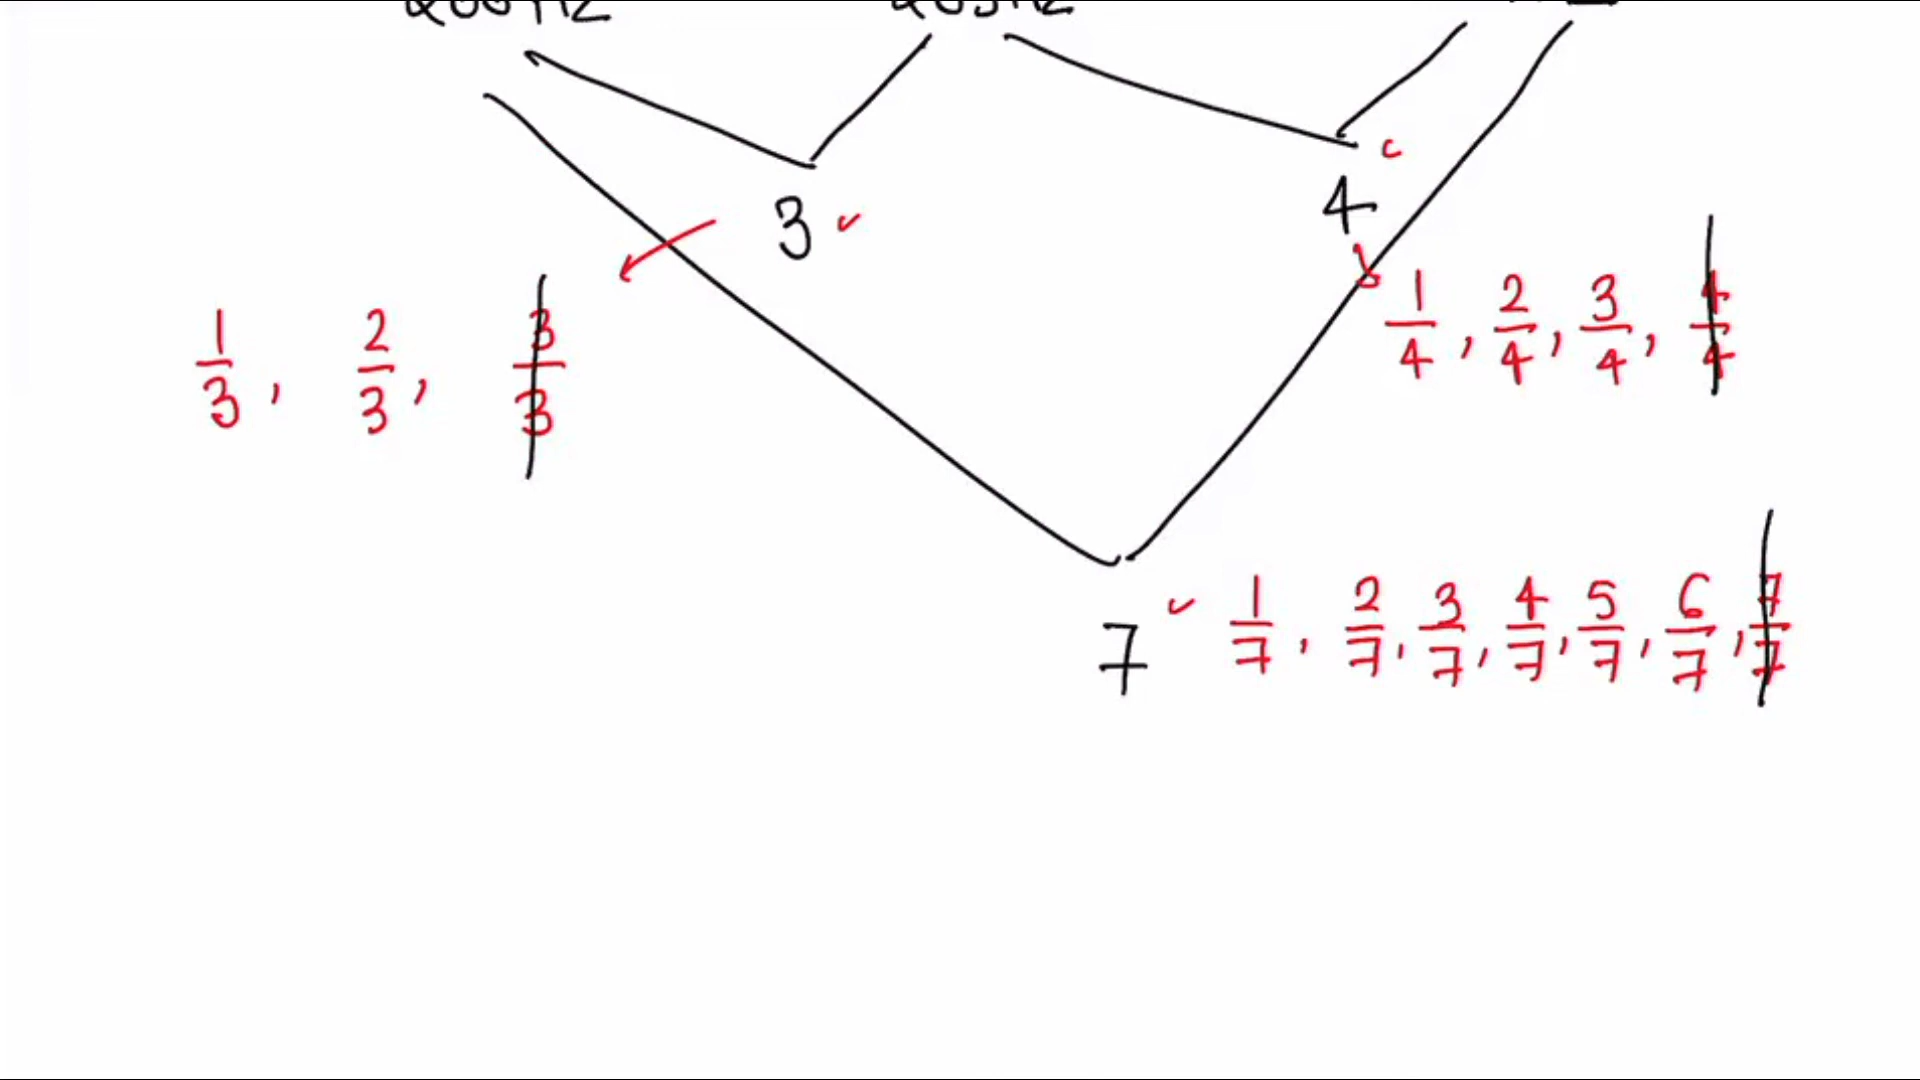 3
4
1/3, 2/3, 3/3
1/4, 2/4, 3/4, 4/4
7
1/7, 2/7, 3/7, 4/7, 5/7, 6/7, 7/7